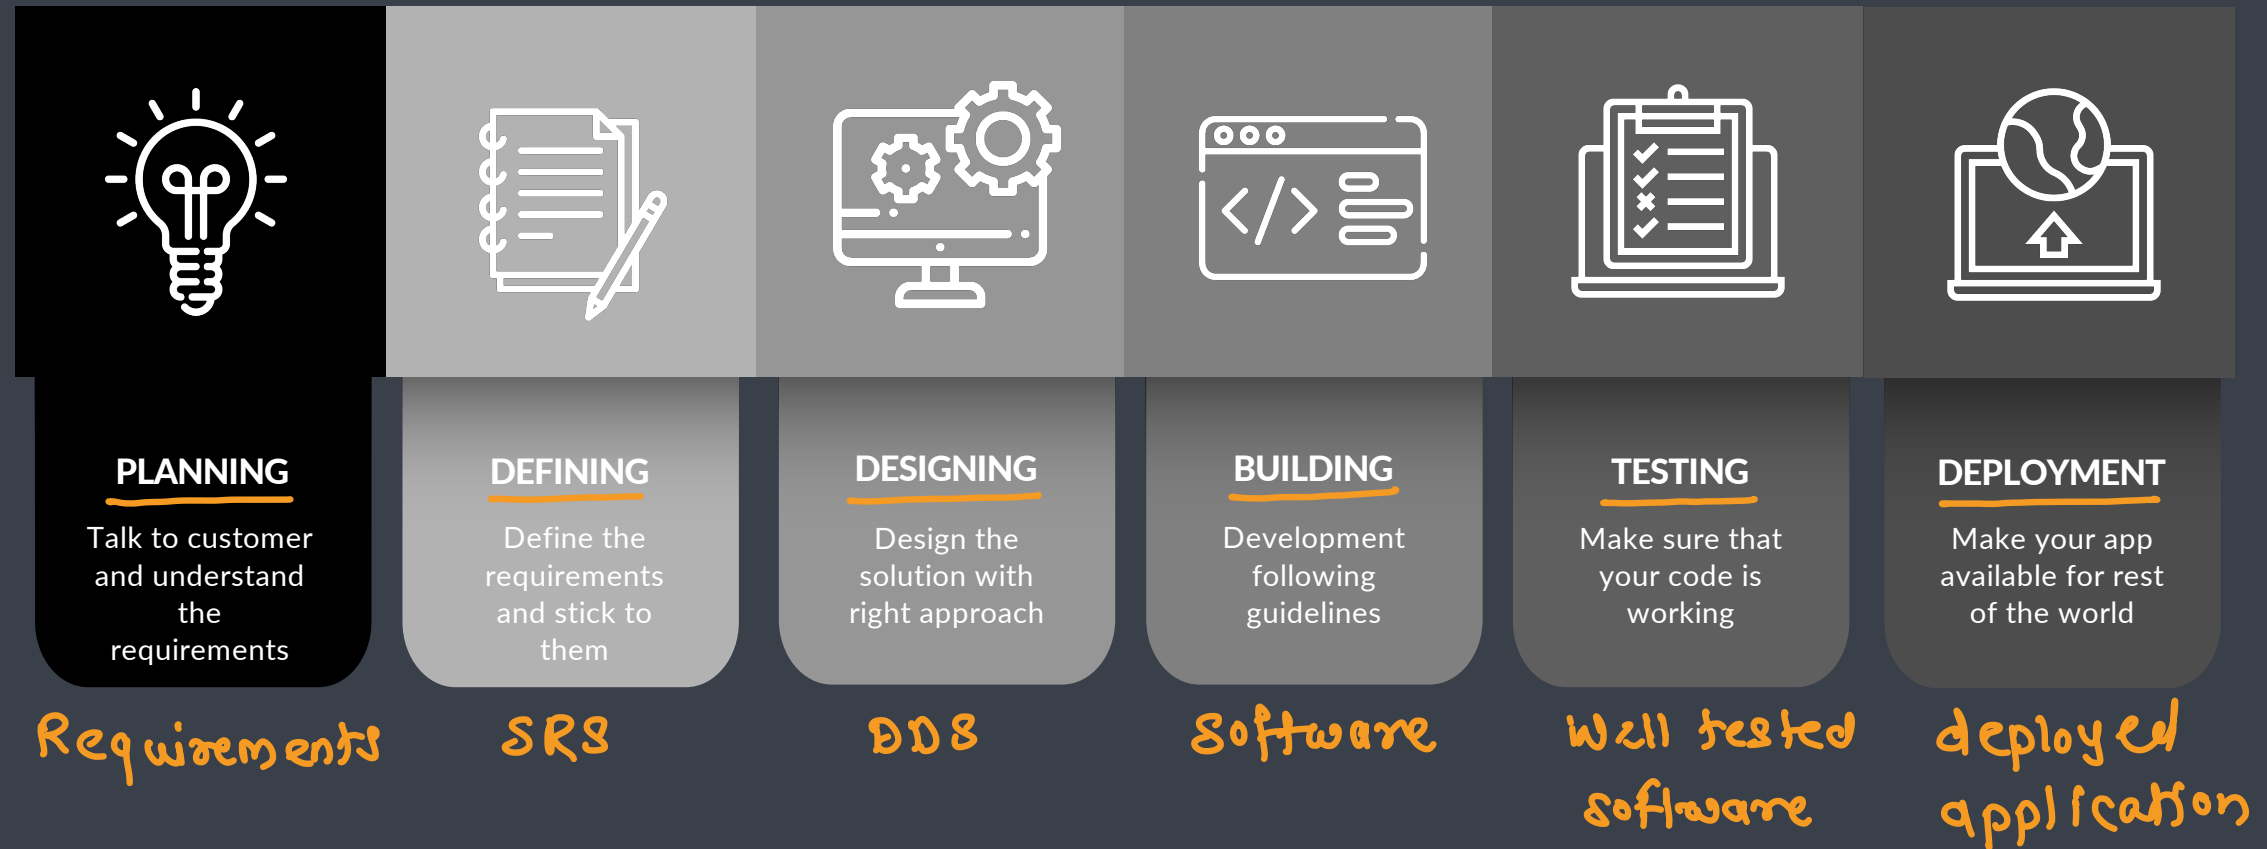 PLANNING
Talk to customer
and understand
the
requirements
Requirements
DEFINING
Define the
requirements
and stick to
them
SRS
DESIGNING
Design the
solution with
right approach
DDS
BUILDING
Development
following
guidelines
Software
TESTING
Make sure that
your code is
working
Well tested
software
DEPLOYMENT
Make your app
available for rest
of the world
deployed
application